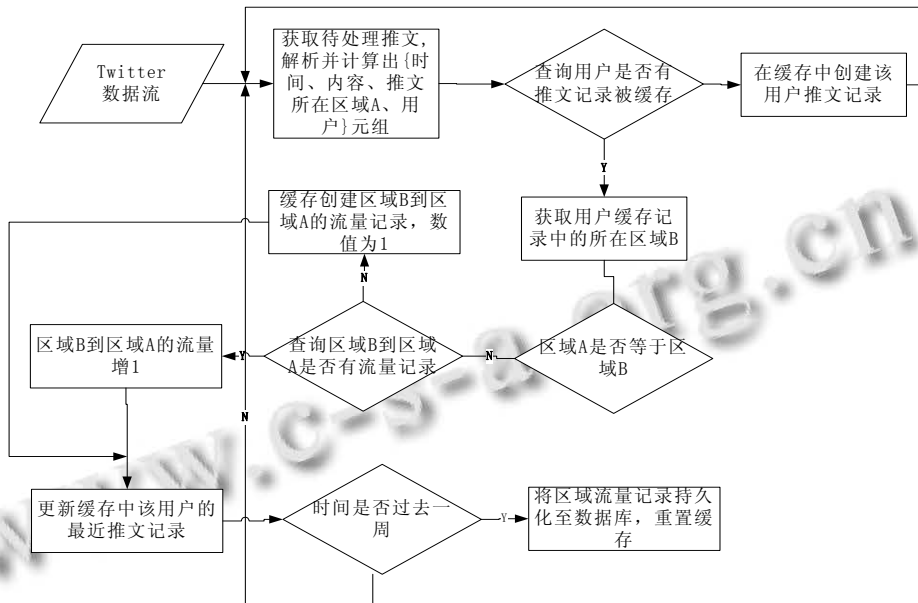 Twitter
数据流
获取待处理推文,
解析并计算出{时
间、内容、推文
所在区域A、用
户}元组
查询用户是否有
推文记录被缓存
在缓存中创建该
用户推文记录
Y
缓存创建区域B到区
域A的流量记录，数
值为1
获取用户缓存记
录中的所在区域B
N
区域B到区域A的流量
增1
Y
查询区域B到区域
A是否有流量记录
N
区域A是否等于区
域B
N
更新缓存中该用户的
最近推文记录
时间是否过去一
周
Y
将区域流量记录持久
化至数据库，重置缓
存
www.c-s-a.org.cn